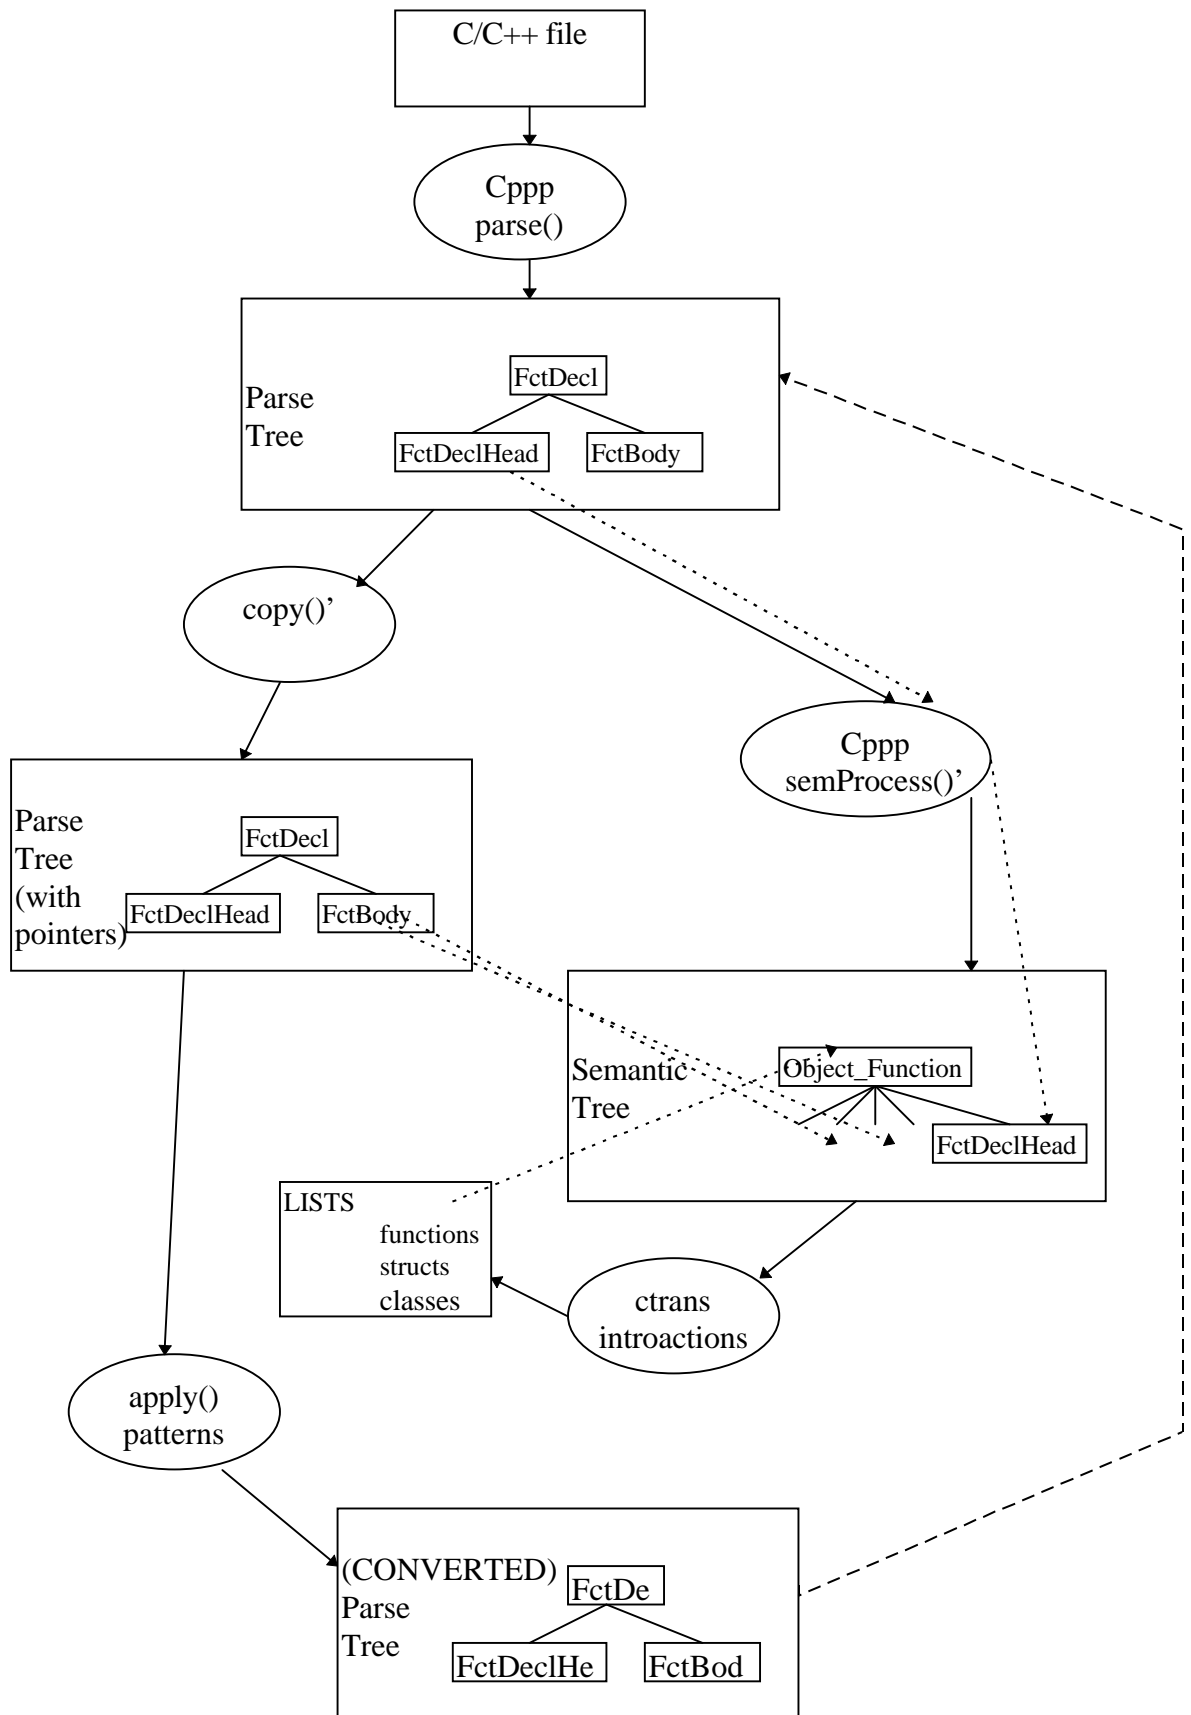 C/C++ file
Cppp
parse()
Parse
Tree
FctDecl
FctDeclHead
FctBody
copy()’
Cppp
semProcess()’
Parse
Tree
(with
pointers)
FctDecl
FctDeclHead
FctBody
Semantic
Tree
Object_Function
FctDeclHead
LISTS
functions
structs
classes
ctrans
introactions
apply()
patterns
(CONVERTED)
Parse
Tree
FctDe
FctDeclHe
FctBod